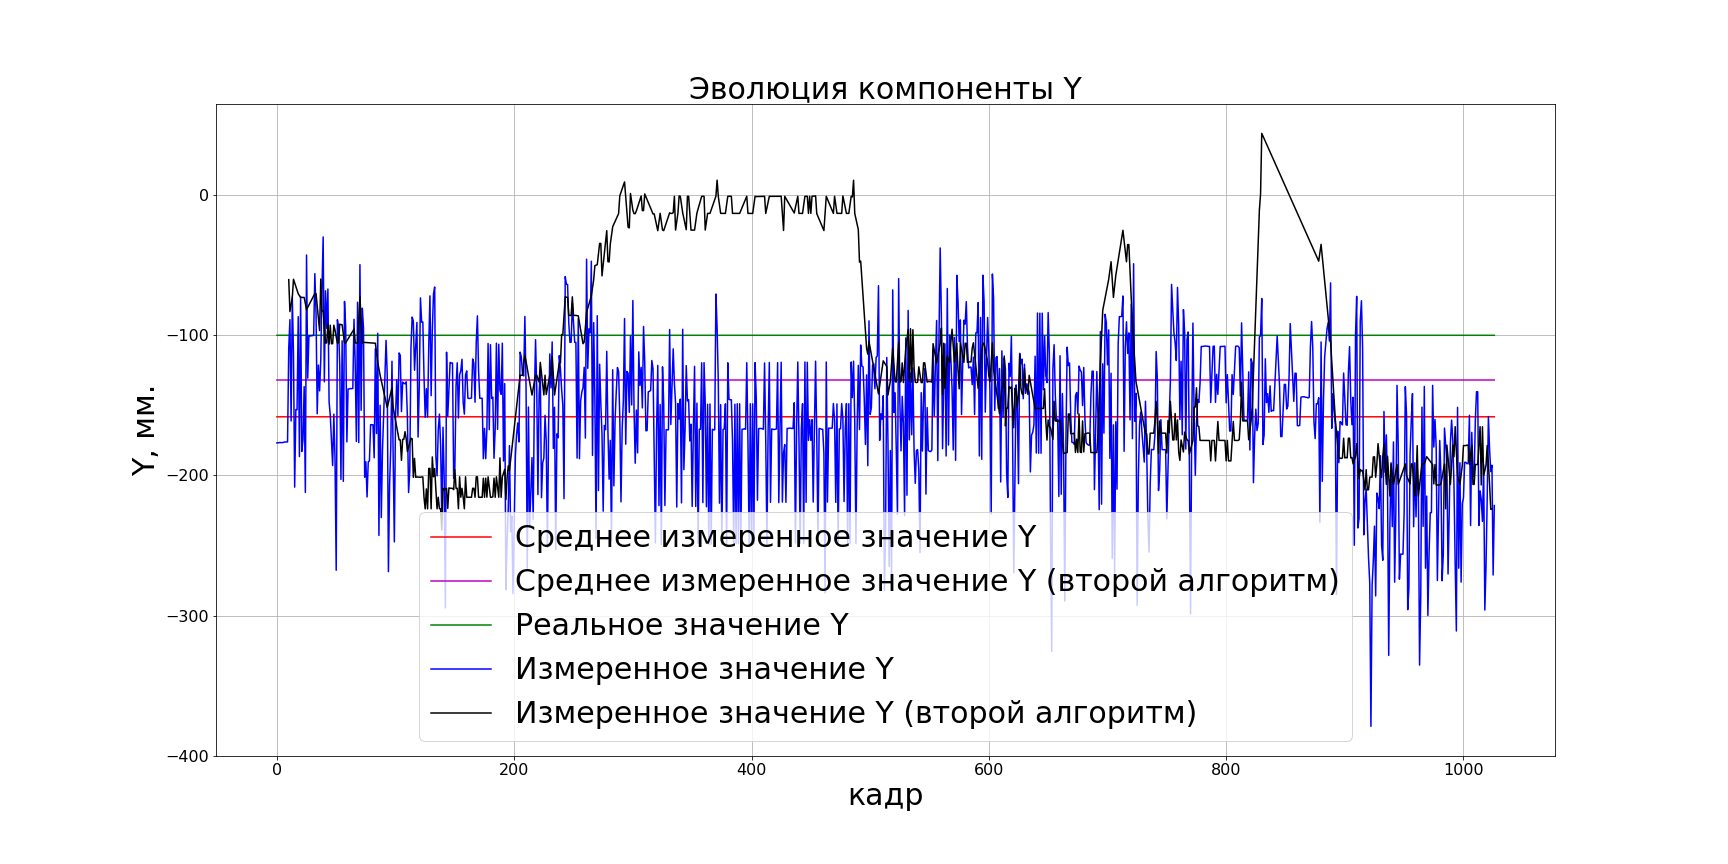 Эволюция компоненты Y
Y, мм.
0
−100
−200
−300
−400
Среднее измеренное значение Y
Среднее измеренное значение Y (второй алгоритм)
Реальное значение Y
Измеренное значение Y
Измеренное значение Y (второй алгоритм)
0 200 400 600 800 1000
кадр